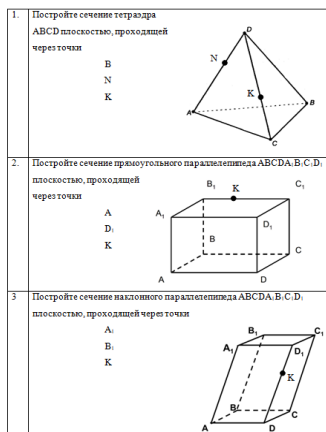 1. Постройте сечение тетраэдра
ABCD плоскостью, проходящей
через точки
B
N
K
D
N
K
A
B
C
2. Постройте сечение прямоугольного параллелепипеда ABCDA₁B₁C₁D₁
плоскостью, проходящей
через точки
A
D₁
K
B₁ K C₁
A₁
D₁
B
C
A D
3 Постройте сечение наклонного параллелепипеда ABCDA₁B₁C₁D₁
плоскостью, проходящей через точки
A₁
B₁
K
B₁ C₁
A₁ D₁
K
B C
A D